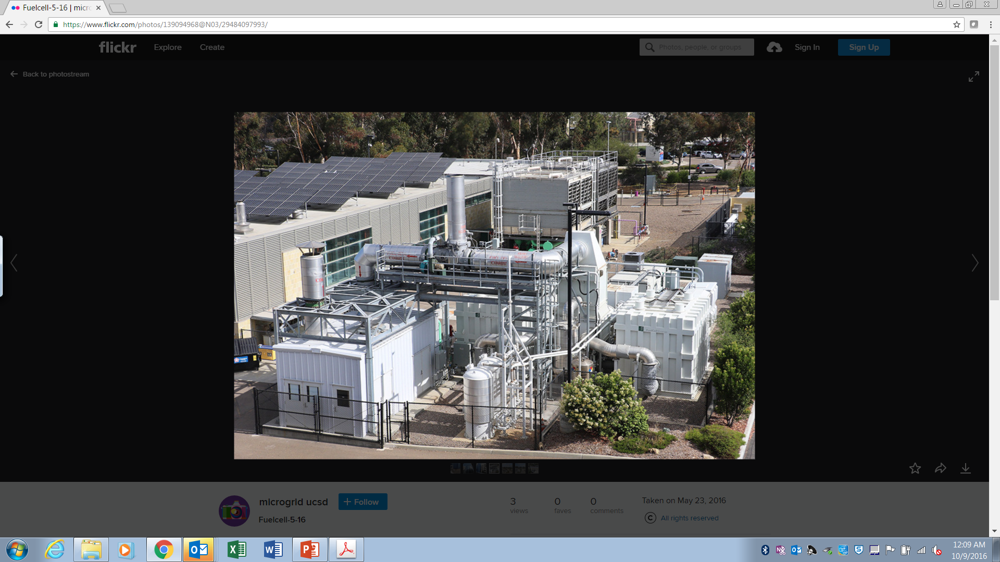 Fuelcell-5-16 | micr
https://www.flickr.com/photos/139094968@N03/29484097993/
flickr
Explore
Create
Photos, people, or groups
Sign In
Sign Up
Back to photostream
EXHAUST
EXHAUST
microgrid ucsd
+ Follow
Fuelcell-5-16
3
views
0
faves
0
comments
Taken on May 23, 2016
© All rights reserved
12:09 AM
10/9/2016